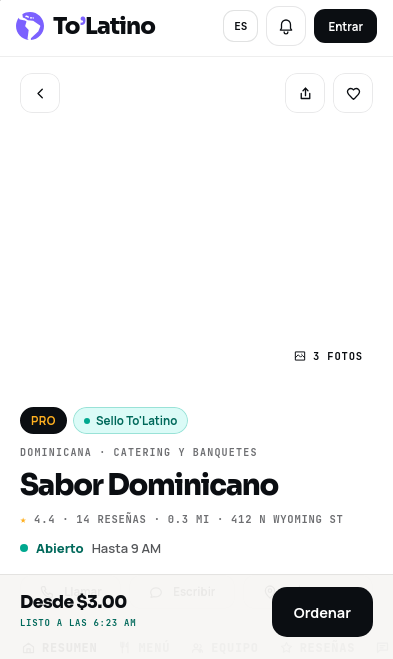 To'Latino
ES
Entrar
3 FOTOS
PRO
Sello To'Latino
DOMINICANA · CATERING Y BANQUETES
Sabor Dominicano
★ 4.4 · 14 RESEÑAS · 0.3 MI · 412 N WYOMING ST
Abierto Hasta 9 AM
Llamar Escribir
Desde $3.00
LISTO A LAS 6:23 AM
Ordenar
RESUMEN MENÚ EQUIPO RESEÑAS